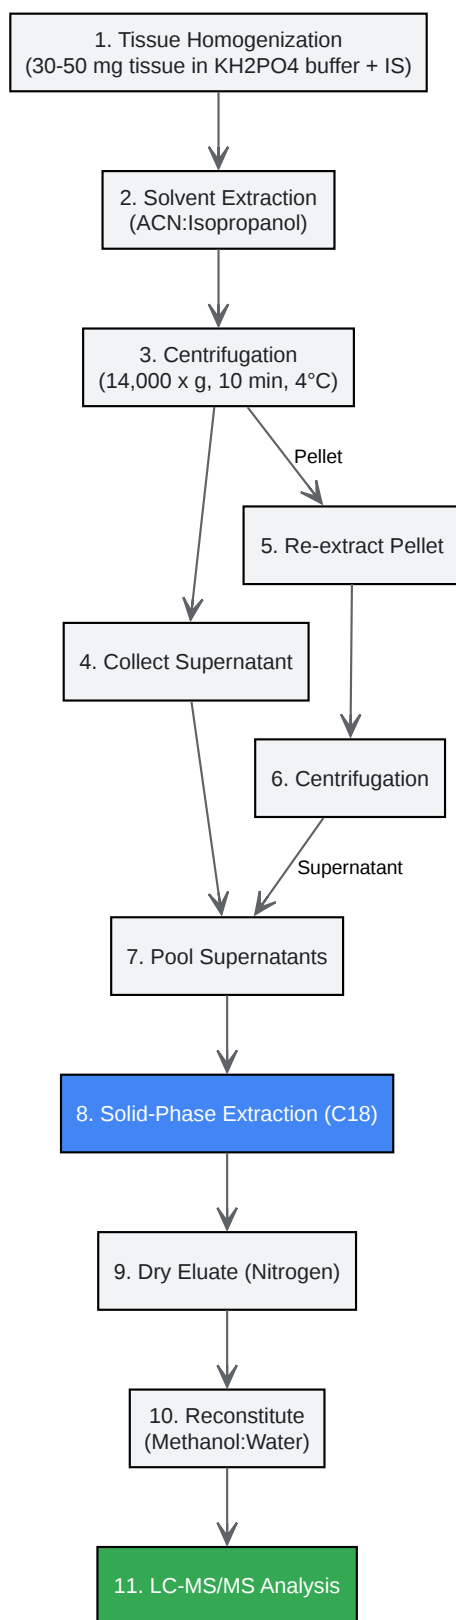 1. Tissue Homogenization
(30-50 mg tissue in KH2PO4 buffer + IS)
2. Solvent Extraction
(ACN:Isopropanol)
3. Centrifugation
(14,000 x g, 10 min, 4°C)
Pellet
5. Re-extract Pellet
4. Collect Supernatant
6. Centrifugation
Supernatant
7. Pool Supernatants
8. Solid-Phase Extraction (C18)
9. Dry Eluate (Nitrogen)
10. Reconstitute
(Methanol:Water)
11. LC-MS/MS Analysis